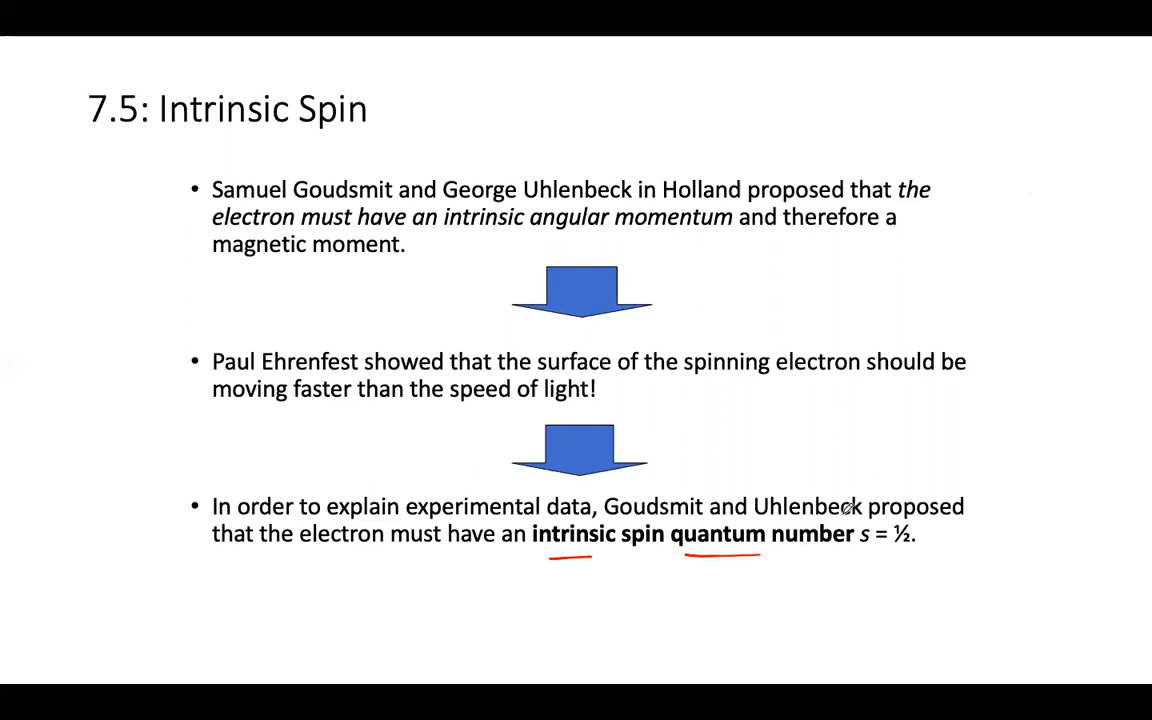 7.5: Intrinsic Spin
• Samuel Goudsmit and George Uhlenbeck in Holland proposed that the
electron must have an intrinsic angular momentum and therefore a
magnetic moment.
• Paul Ehrenfest showed that the surface of the spinning electron should be
moving faster than the speed of light!
• In order to explain experimental data, Goudsmit and Uhlenbeck proposed
that the electron must have an intrinsic spin quantum number s = ½.